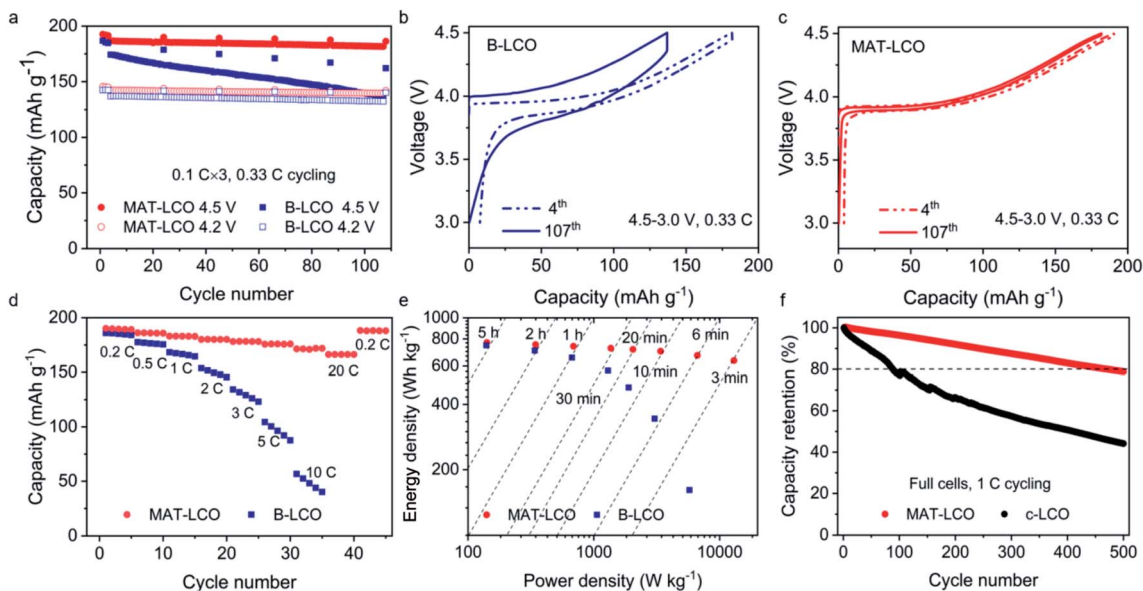 a
Capacity (mAh g⁻¹)
200
150
100
50
0
0.1 C×3, 0.33 C cycling
MAT-LCO 4.5 V
B-LCO 4.5 V
MAT-LCO 4.2 V
B-LCO 4.2 V
0 20 40 60 80 100
Cycle number
b
Voltage (V)
4.5
4.0
3.5
3.0
B-LCO
4th
107th
4.5-3.0 V, 0.33 C
0 50 100 150 200
Capacity (mAh g⁻¹)
c
Voltage (V)
4.5
4.0
3.5
3.0
MAT-LCO
4th
107th
4.5-3.0 V, 0.33 C
0 50 100 150 200
Capacity (mAh g⁻¹)
d
Capacity (mAh g⁻¹)
200
150
100
50
0
0.2 C
0.5 C
1 C
2 C
3 C
5 C
10 C
20 C
0.2 C
MAT-LCO
B-LCO
0 10 20 30 40
Cycle number
e
Energy density (Wh kg⁻¹)
1000
800
600
400
200
5 h
2 h
1 h
30 min
20 min
10 min
6 min
3 min
MAT-LCO
B-LCO
100 1000 10000
Power density (W kg⁻¹)
f
Capacity retention (%)
100
80
60
40
20
0
Full cells, 1 C cycling
MAT-LCO
c-LCO
0 100 200 300 400 500
Cycle number